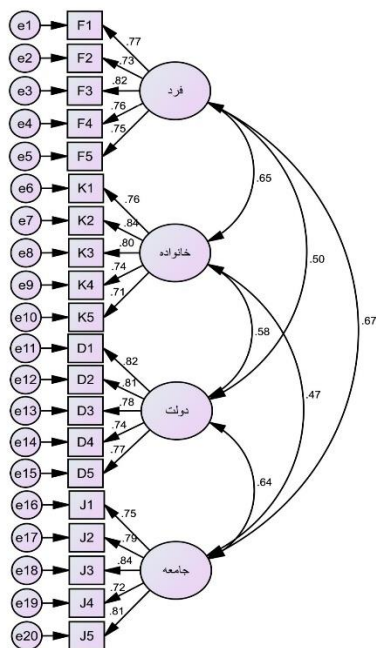 e1 F1 .77
e2 F2 .73
e3 F3 .82 فرد
e4 F4 .76
e5 F5 .75
e6 K1 .76 .65
e7 K2 .84 .50
e8 K3 .80 خانواده
e9 K4 .74 .67
e10 K5 .71
e11 D1 .82 .58
e12 D2 .81 .47
e13 D3 .78 دولت
e14 D4 .74
e15 D5 .77
e16 J1 .75 .64
e17 J2 .79
e18 J3 .84 جامعه
e19 J4 .72
e20 J5 .81